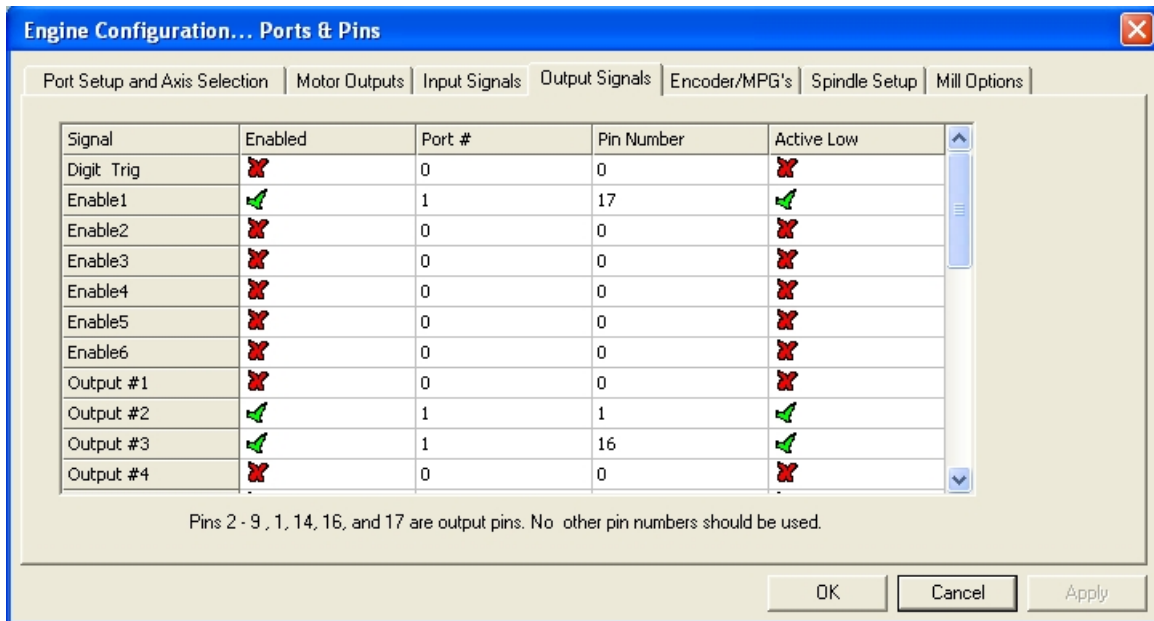 Engine Configuration... Ports & Pins
Port Setup and Axis Selection Motor Outputs Input Signals Output Signals Encoder/MPG's Spindle Setup Mill Options
Signal Enabled Port # Pin Number Active Low
Digit Trig 0 0
Enable1 1 17
Enable2 0 0
Enable3 0 0
Enable4 0 0
Enable5 0 0
Enable6 0 0
Output #1 0 0
Output #2 1 1
Output #3 1 16
Output #4 0 0
Pins 2 - 9 , 1, 14, 16, and 17 are output pins. No other pin numbers should be used.
OK Cancel Apply